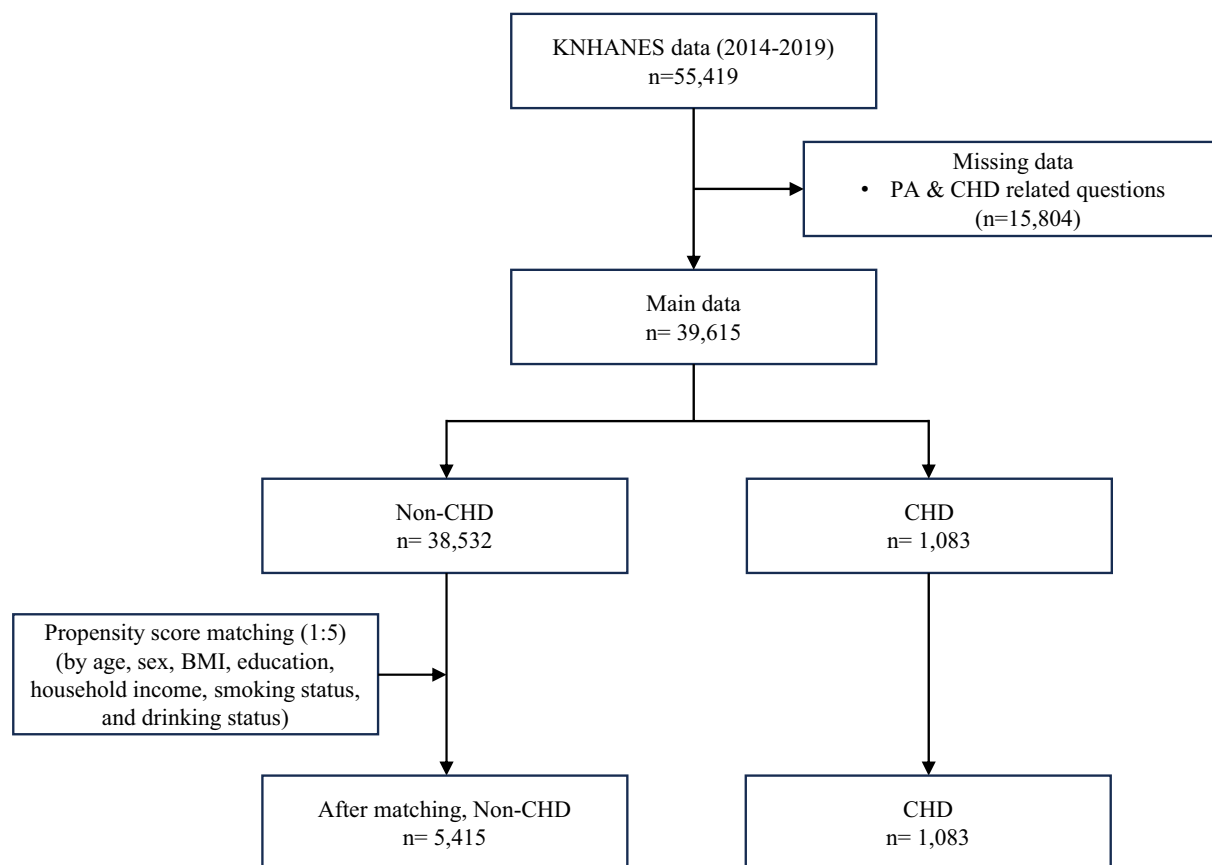 KNHANES data (2014-2019)
n=55,419
Missing data
• PA & CHD related questions
(n=15,804)
Main data
n= 39,615
Non-CHD
n= 38,532
CHD
n= 1,083
Propensity score matching (1:5)
(by age, sex, BMI, education,
household income, smoking status,
and drinking status)
After matching, Non-CHD
n= 5,415
CHD
n= 1,083